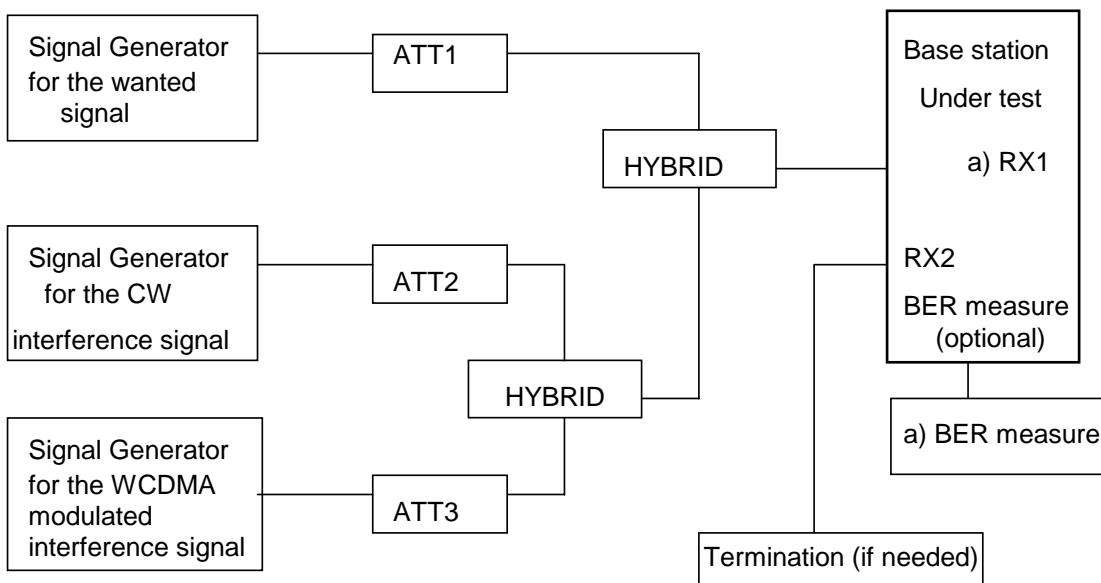 Signal Generator
for the wanted
signal
ATT1
HYBRID
Base station
Under test
a) RX1
RX2
BER measure
(optional)
a) BER measure
Signal Generator
for the CW
interference signal
ATT2
HYBRID
Signal Generator
for the WCDMA
modulated
interference signal
ATT3
Termination (if needed)